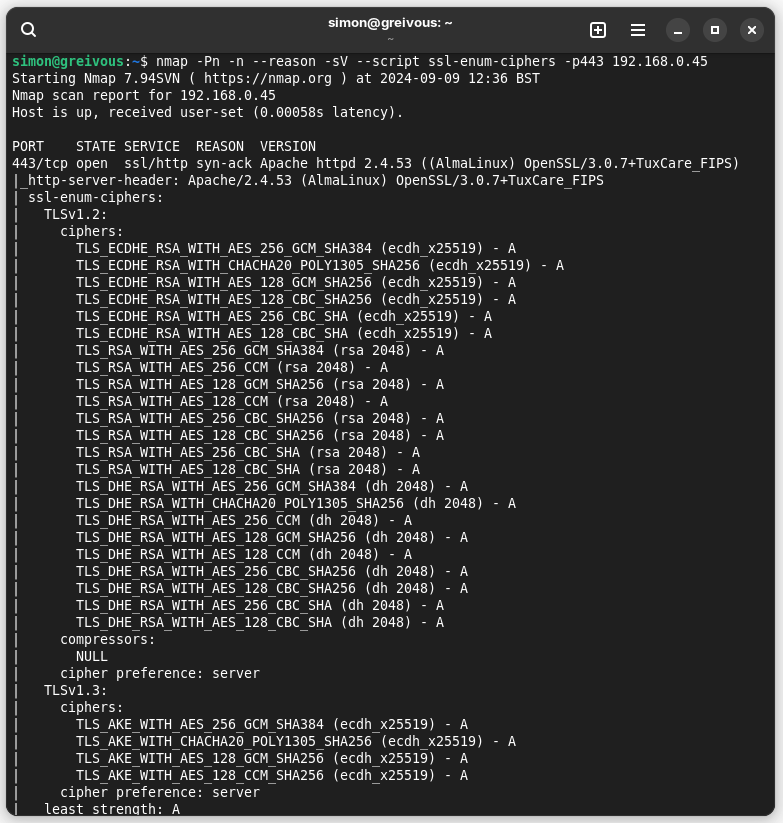 simon@greivous: ~
~
simon@greivous:~$ nmap -Pn -n --reason -sV --script ssl-enum-ciphers -p443 192.168.0.45
Starting Nmap 7.94SVN ( https://nmap.org ) at 2024-09-09 12:36 BST
Nmap scan report for 192.168.0.45
Host is up, received user-set (0.00058s latency).

PORT    STATE SERVICE  REASON  VERSION
443/tcp open  ssl/http syn-ack Apache httpd 2.4.53 ((AlmaLinux) OpenSSL/3.0.7+TuxCare_FIPS)
|_http-server-header: Apache/2.4.53 (AlmaLinux) OpenSSL/3.0.7+TuxCare_FIPS
| ssl-enum-ciphers:
|   TLSv1.2:
|     ciphers:
|       TLS_ECDHE_RSA_WITH_AES_256_GCM_SHA384 (ecdh_x25519) - A
|       TLS_ECDHE_RSA_WITH_CHACHA20_POLY1305_SHA256 (ecdh_x25519) - A
|       TLS_ECDHE_RSA_WITH_AES_128_GCM_SHA256 (ecdh_x25519) - A
|       TLS_ECDHE_RSA_WITH_AES_128_CBC_SHA256 (ecdh_x25519) - A
|       TLS_ECDHE_RSA_WITH_AES_256_CBC_SHA (ecdh_x25519) - A
|       TLS_ECDHE_RSA_WITH_AES_128_CBC_SHA (ecdh_x25519) - A
|       TLS_RSA_WITH_AES_256_GCM_SHA384 (rsa 2048) - A
|       TLS_RSA_WITH_AES_256_CCM (rsa 2048) - A
|       TLS_RSA_WITH_AES_128_GCM_SHA256 (rsa 2048) - A
|       TLS_RSA_WITH_AES_128_CCM (rsa 2048) - A
|       TLS_RSA_WITH_AES_256_CBC_SHA256 (rsa 2048) - A
|       TLS_RSA_WITH_AES_128_CBC_SHA256 (rsa 2048) - A
|       TLS_RSA_WITH_AES_256_CBC_SHA (rsa 2048) - A
|       TLS_RSA_WITH_AES_128_CBC_SHA (rsa 2048) - A
|       TLS_DHE_RSA_WITH_AES_256_GCM_SHA384 (dh 2048) - A
|       TLS_DHE_RSA_WITH_CHACHA20_POLY1305_SHA256 (dh 2048) - A
|       TLS_DHE_RSA_WITH_AES_256_CCM (dh 2048) - A
|       TLS_DHE_RSA_WITH_AES_128_GCM_SHA256 (dh 2048) - A
|       TLS_DHE_RSA_WITH_AES_128_CCM (dh 2048) - A
|       TLS_DHE_RSA_WITH_AES_256_CBC_SHA256 (dh 2048) - A
|       TLS_DHE_RSA_WITH_AES_128_CBC_SHA256 (dh 2048) - A
|       TLS_DHE_RSA_WITH_AES_256_CBC_SHA (dh 2048) - A
|       TLS_DHE_RSA_WITH_AES_128_CBC_SHA (dh 2048) - A
|     compressors:
|       NULL
|     cipher preference: server
|   TLSv1.3:
|     ciphers:
|       TLS_AKE_WITH_AES_256_GCM_SHA384 (ecdh_x25519) - A
|       TLS_AKE_WITH_CHACHA20_POLY1305_SHA256 (ecdh_x25519) - A
|       TLS_AKE_WITH_AES_128_GCM_SHA256 (ecdh_x25519) - A
|       TLS_AKE_WITH_AES_128_CCM_SHA256 (ecdh_x25519) - A
|     cipher preference: server
|   least strength: A